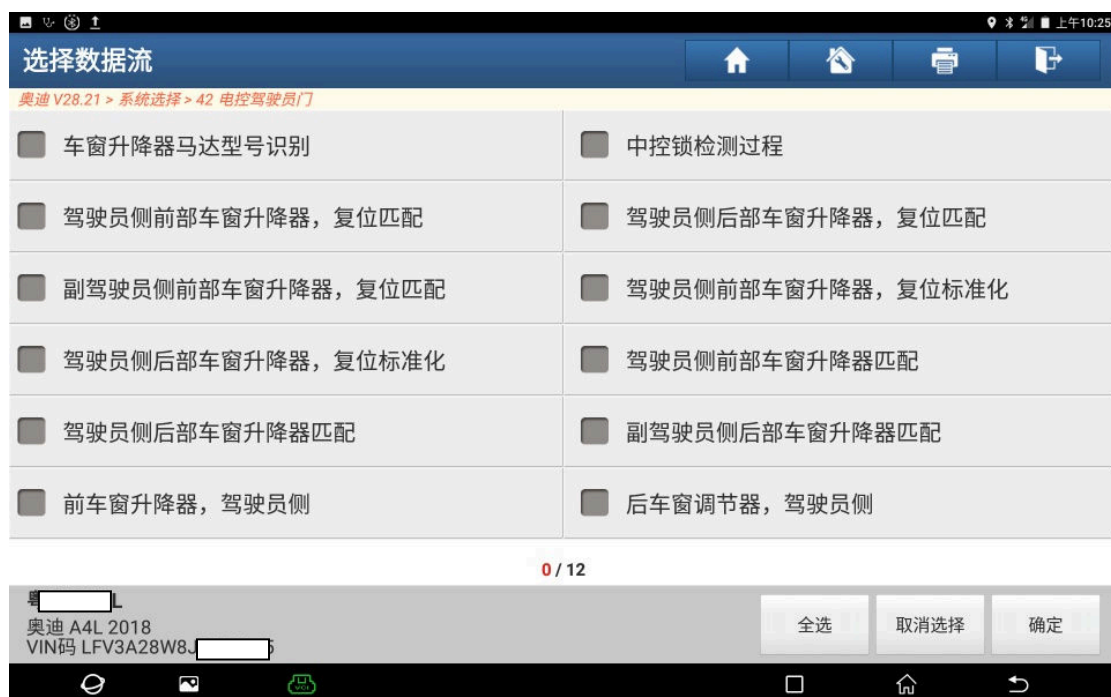 上午10:25
选择数据流
奥迪 V28.21 > 系统选择 > 42 电控驾驶员门
车窗升降器马达型号识别
中控锁检测过程
驾驶员侧前部车窗升降器，复位匹配
驾驶员侧后部车窗升降器，复位匹配
副驾驶员侧前部车窗升降器，复位匹配
驾驶员侧前部车窗升降器，复位标准化
驾驶员侧后部车窗升降器，复位标准化
驾驶员侧前部车窗升降器匹配
驾驶员侧后部车窗升降器匹配
副驾驶员侧后部车窗升降器匹配
前车窗升降器，驾驶员侧
后车窗调节器，驾驶员侧
0 / 12
粤 L
奥迪 A4L 2018
VIN码 LFV3A28W8J
全选
取消选择
确定
VCI